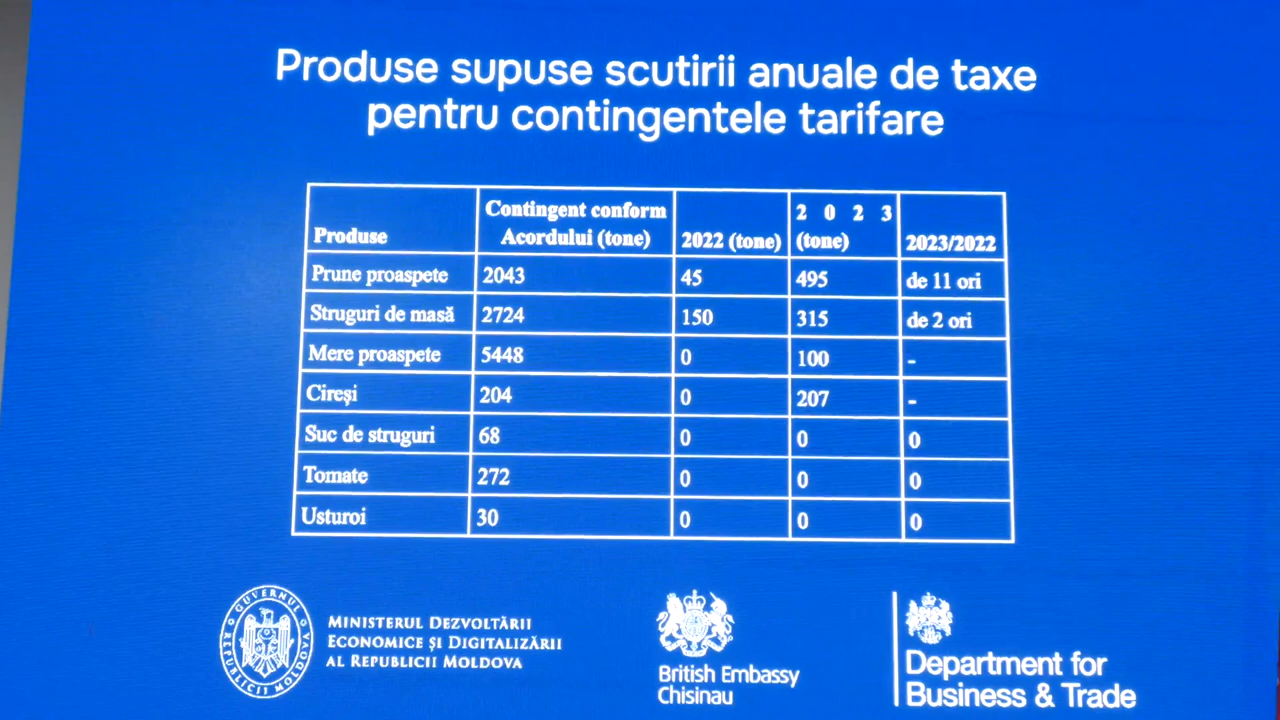 Produse supuse scutirii anuale de taxe
pentru contingentele tarifare
Produse Contingent conform Acordului (tone) 2022 (tone) 2 0 2 3 (tone) 2023/2022
Prune proaspete 2043 45 495 de 11 ori
Struguri de masă 2724 150 315 de 2 ori
Mere proaspete 5448 0 100 -
Cireși 204 0 207 -
Suc de struguri 68 0 0 0
Tomate 272 0 0 0
Usturoi 30 0 0 0
GUVERNUL REPUBLICII MOLDOVA
MINISTERUL DEZVOLTĂRII
ECONOMICE ȘI DIGITALIZĂRII
AL REPUBLICII MOLDOVA
British Embassy
Chisinau
Department for
Business & Trade